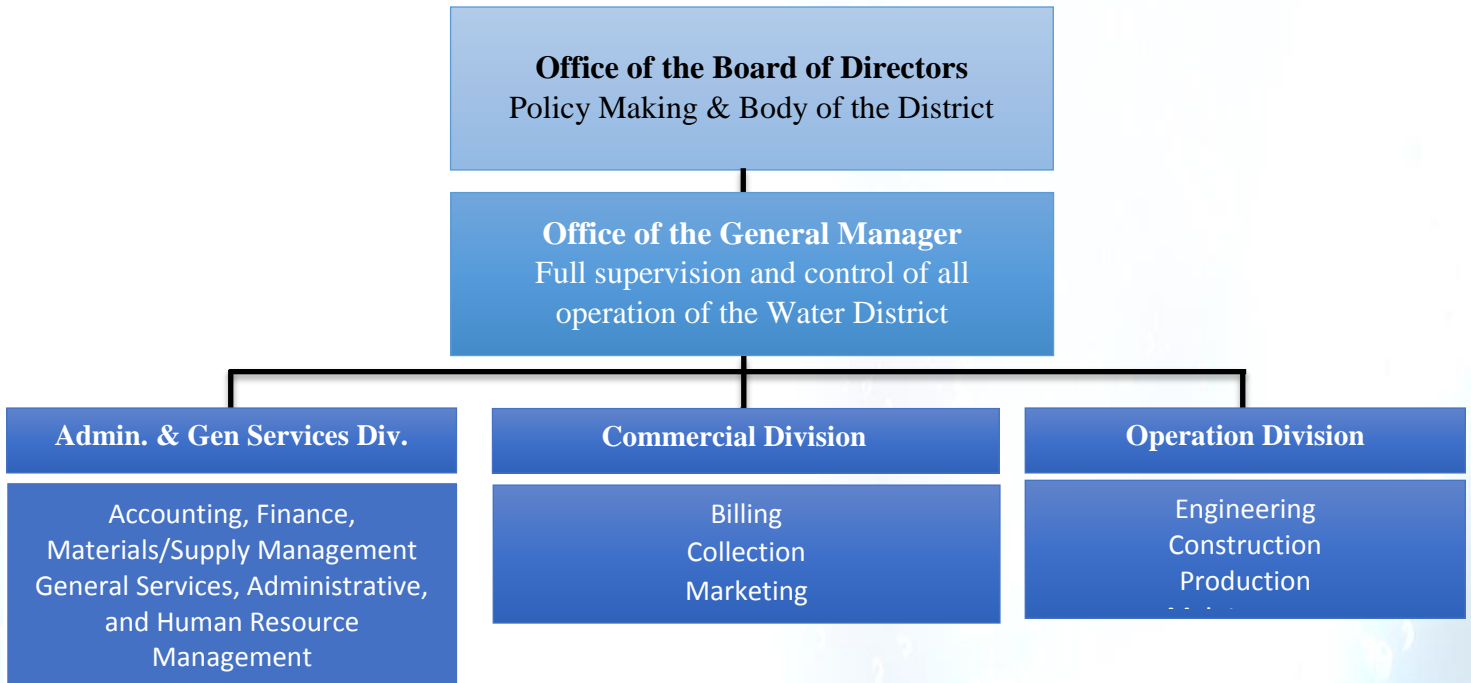 Office of the Board of Directors
Policy Making & Body of the District
Office of the General Manager
Full supervision and control of all
operation of the Water District
Admin. & Gen Services Div.
Commercial Division
Operation Division
Accounting, Finance,
Materials/Supply Management
General Services, Administrative,
and Human Resource
Management
Billing
Collection
Marketing
Engineering
Construction
Production